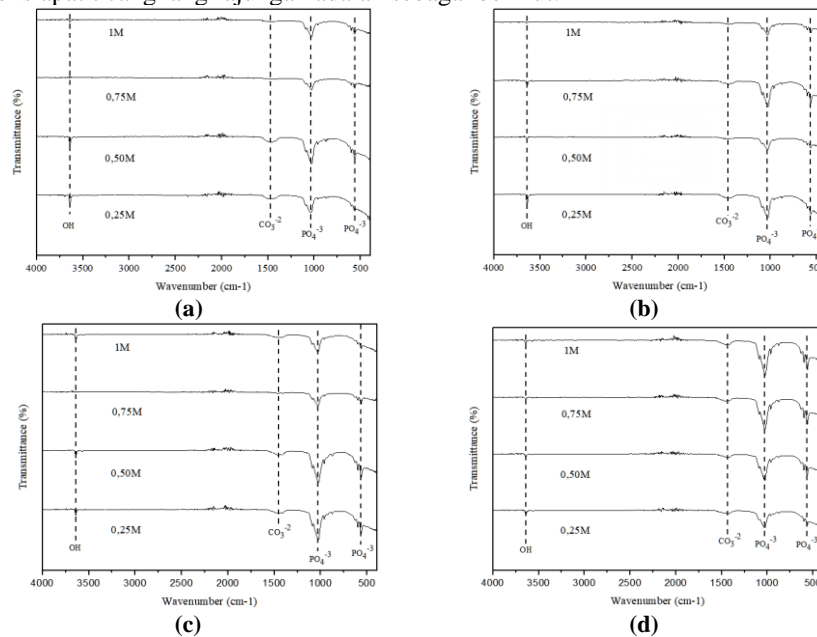 1M
0,75M
0,50M
0,25M
OH
CO₃⁻²
PO₄⁻³
PO₄⁻³
Transmittance (%)
4000 3500 3000 2500 2000 1500 1000 500
Wavenumber (cm-1)
(a)
1M
0,75M
0,50M
0,25M
OH
CO₃⁻²
PO₄⁻³
PO₄
Transmittance (%)
4000 3500 3000 2500 2000 1500 1000 500
Wavenumber (cm-1)
(b)
1M
0,75M
0,50M
0,25M
OH
CO₃⁻²
PO₄⁻³
PO₄⁻³
Transmittance (%)
4000 3500 3000 2500 2000 1500 1000 500
Wavenumber (cm-1)
(c)
1M
0,75M
0,50M
0,25M
OH
CO₃⁻²
PO₄⁻³
PO₄⁻³
Transmittance (%)
4000 3500 3000 2500 2000 1500 1000 500
Wavenumber (cm-1)
(d)